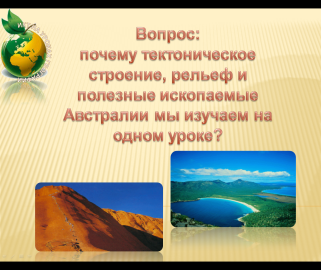 Вопрос:
почему тектоническое
строение, рельеф и
полезные ископаемые
Австралии мы изучаем на
одном уроке?